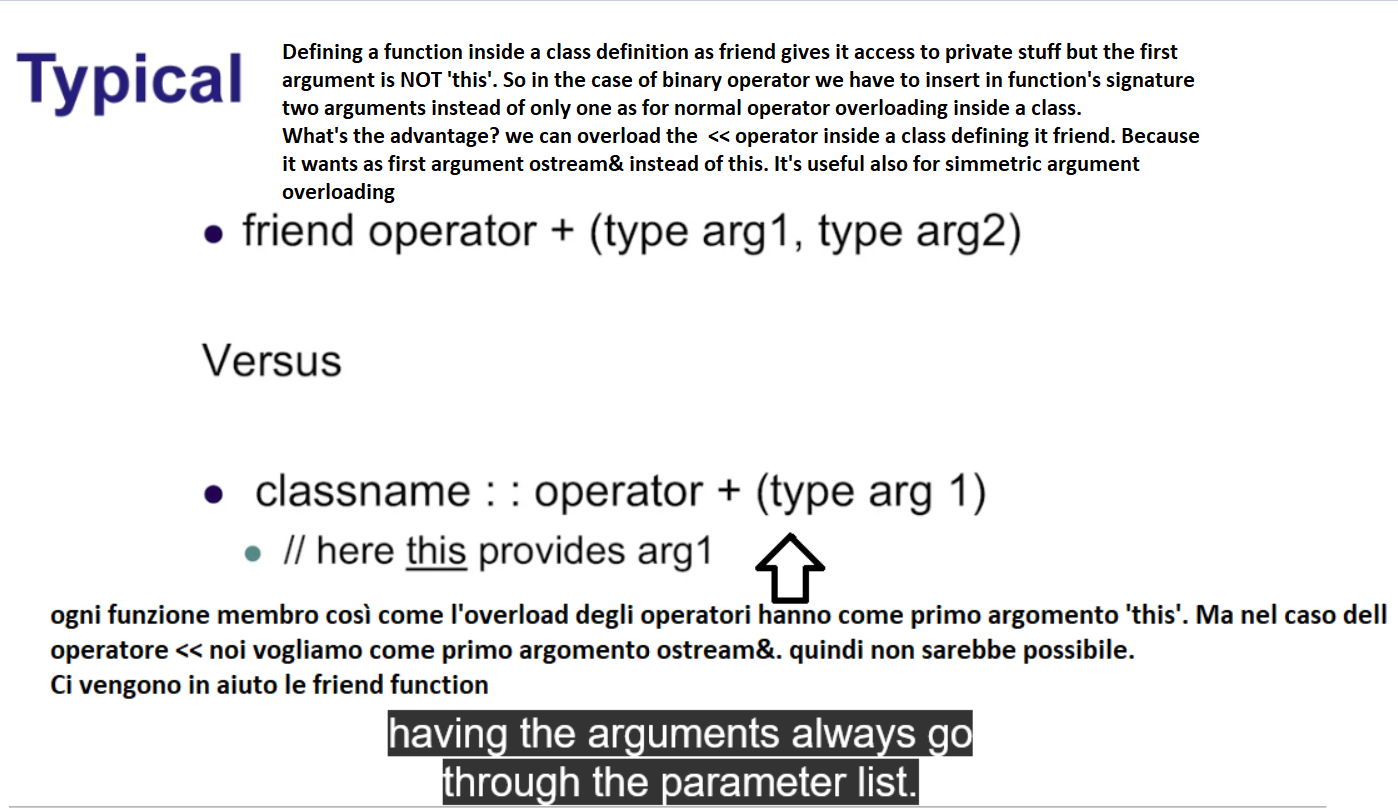 Typical
Defining a function inside a class definition as friend gives it access to private stuff but the first
argument is NOT 'this'. So in the case of binary operator we have to insert in function's signature
two arguments instead of only one as for normal operator overloading inside a class.
What's the advantage? we can overload the  << operator inside a class defining it friend. Because
it wants as first argument ostream& instead of this. It's useful also for simmetric argument
overloading
• friend operator + (type arg1, type arg2)
Versus
• classname : : operator + (type arg 1)
• // here this provides arg1
ogni funzione membro così come l'overload degli operatori hanno come primo argomento 'this'. Ma nel caso dell
operatore << noi vogliamo come primo argomento ostream&. quindi non sarebbe possibile.
Ci vengono in aiuto le friend function
having the arguments always go
through the parameter list.